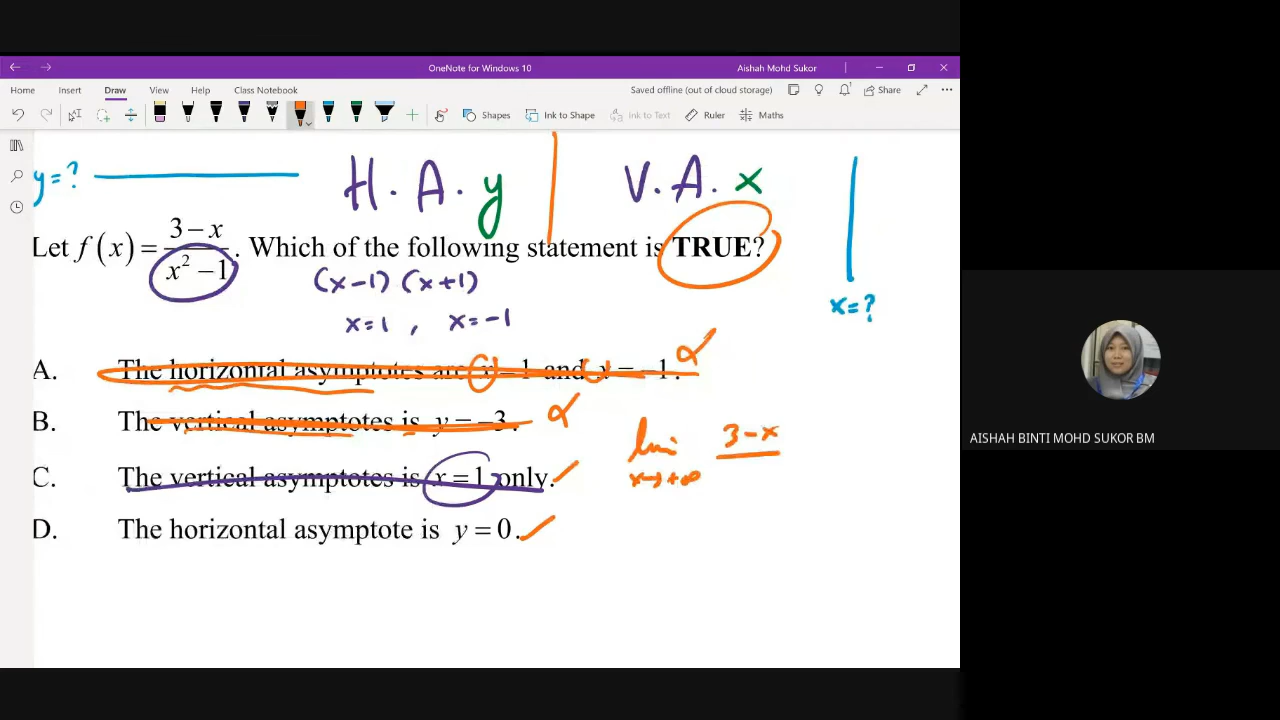 OneNote for Windows 10
Aishah Mohd Sukor
Home Insert Draw View Help Class Notebook
Saved offline (out of cloud storage)
Share
Shapes
Ink to Shape
Ink to Text
Ruler
Maths
y=?
H. A. y
V. A. x
Let f(x) = (3−x)/(x²−1). Which of the following statement is TRUE?
(x−1) (x+1)
x=1 , x=−1
x=?
A. The horizontal asymptotes are x = 1 and x = −1.
B. The vertical asymptotes is y = −3.
C. The vertical asymptotes is x = 1 only.
D. The horizontal asymptote is y = 0.
lim 3−x
x→+∞
AISHAH BINTI MOHD SUKOR BM